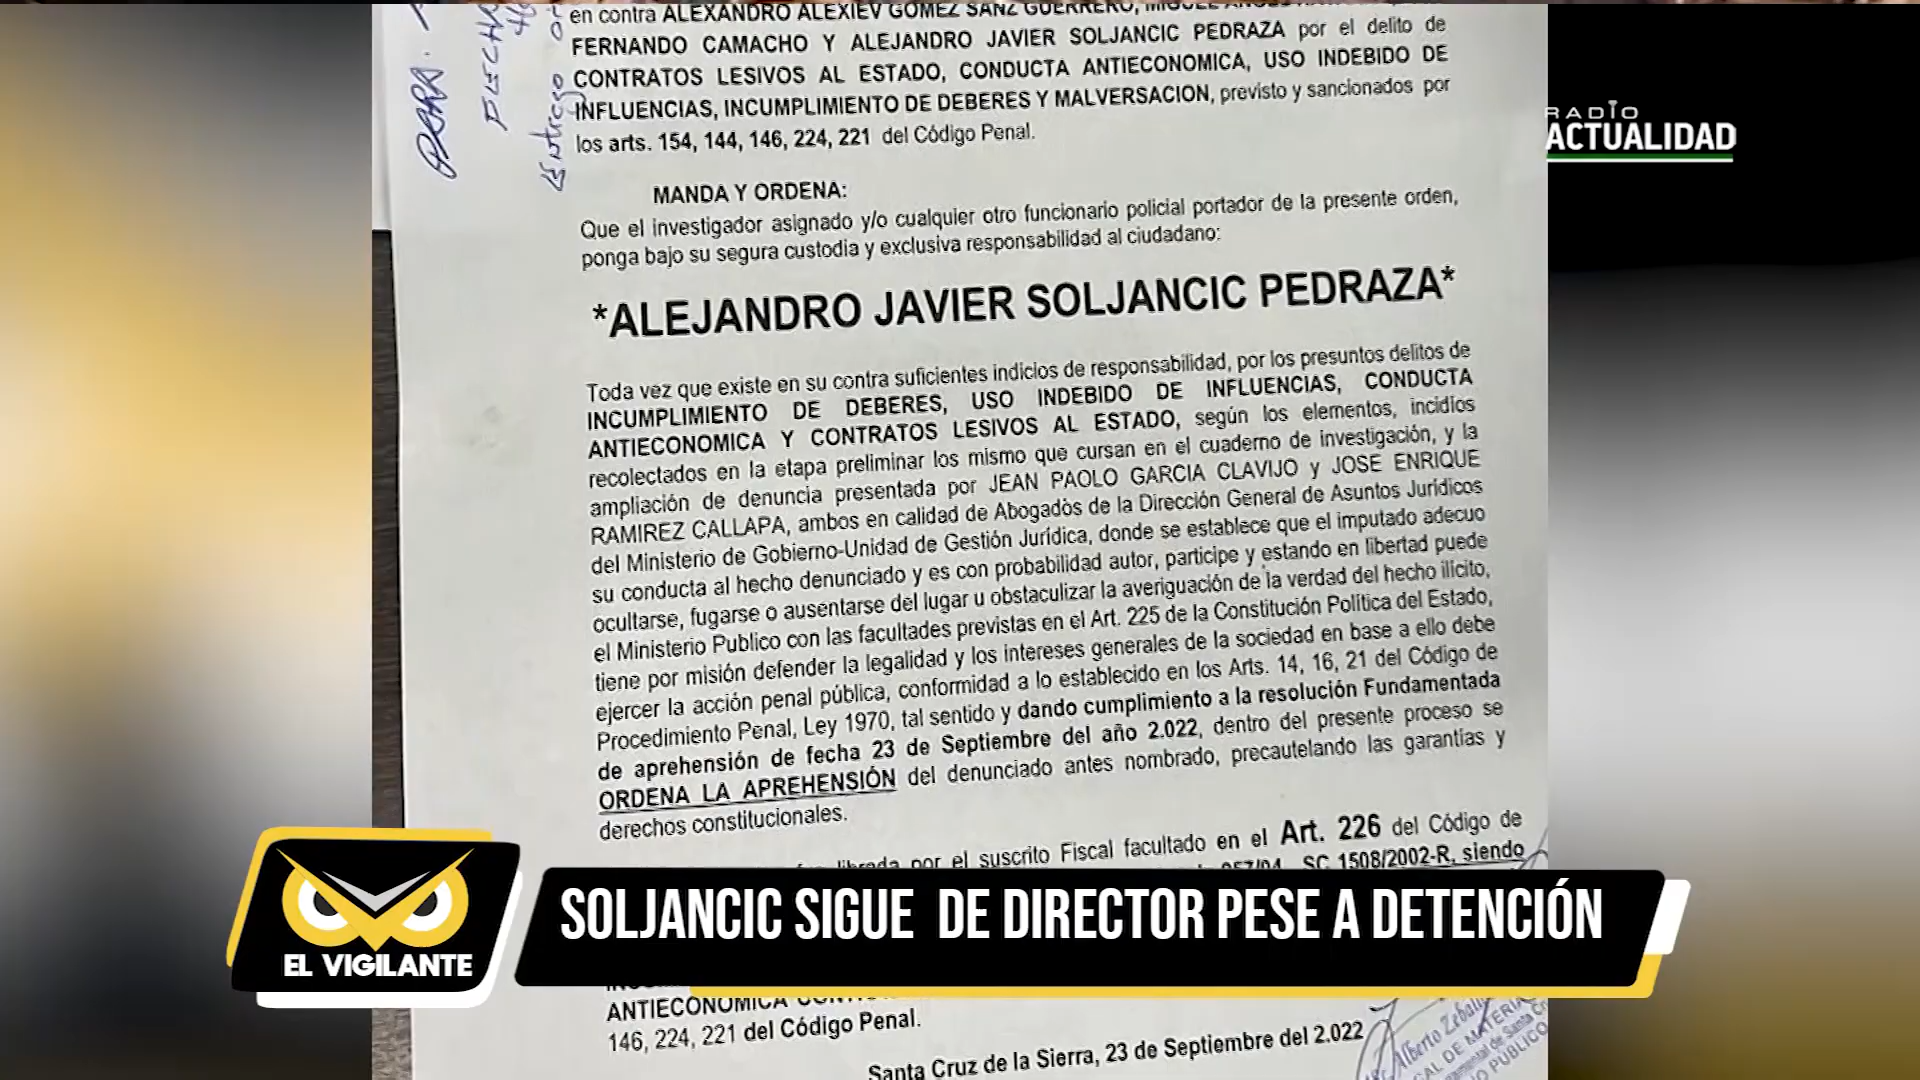 en contra ALEXANDRO ALEXIEV GOMEZ SANZ GUERRERO,
FERNANDO CAMACHO Y ALEJANDRO JAVIER SOLJANCIC PEDRAZA por el delito de
CONTRATOS LESIVOS AL ESTADO, CONDUCTA ANTIECONOMICA, USO INDEBIDO DE
INFLUENCIAS, INCUMPLIMIENTO DE DEBERES Y MALVERSACION, previsto y sancionados por
los arts. 154, 144, 146, 224, 221 del Código Penal.
RADIO
ACTUALIDAD
MANDA Y ORDENA:
Que el investigador asignado y/o cualquier otro funcionario policial portador de la presente orden,
ponga bajo su segura custodia y exclusiva responsabilidad al ciudadano:
*ALEJANDRO JAVIER SOLJANCIC PEDRAZA*
Toda vez que existe en su contra suficientes indicios de responsabilidad, por los presuntos delitos de
INCUMPLIMIENTO DE DEBERES, USO INDEBIDO DE INFLUENCIAS, CONDUCTA
ANTIECONOMICA Y CONTRATOS LESIVOS AL ESTADO, según los elementos, incidios
recolectados en la etapa preliminar los mismo que cursan en el cuaderno de investigación, y la
ampliación de denuncia presentada por JEAN PAOLO GARCIA CLAVIJO y JOSE ENRIQUE
RAMIREZ CALLAPA, ambos en calidad de Abogados de la Dirección General de Asuntos Jurídicos
del Ministerio de Gobierno-Unidad de Gestión Jurídica, donde se establece que el imputado adecuo
su conducta al hecho denunciado y es con probabilidad autor, participe y estando en libertad puede
ocultarse, fugarse o ausentarse del lugar u obstaculizar la averiguación de la verdad del hecho ilícito,
el Ministerio Publico con las facultades previstas en el Art. 225 de la Constitución Política del Estado,
tiene por misión defender la legalidad y los intereses generales de la sociedad en base a ello debe
ejercer la acción penal pública, conformidad a lo establecido en los Arts. 14, 16, 21 del Código de
Procedimiento Penal, Ley 1970, tal sentido y dando cumplimiento a la resolución Fundamentada
de aprehensión de fecha 23 de Septiembre del año 2.022, dentro del presente proceso se
ORDENA LA APREHENSIÓN del denunciado antes nombrado, precautelando las garantías y
derechos constitucionales.
librada por el suscrito Fiscal facultado en el Art. 226 del Código de
057/04, SC 1508/2002-R, siendo
EL VIGILANTE
SOLJANCIC SIGUE DE DIRECTOR PESE A DETENCIÓN
ANTIECONOMICA
146, 224, 221 del Código Penal.
Santa Cruz de la Sierra, 23 de Septiembre del 2.022